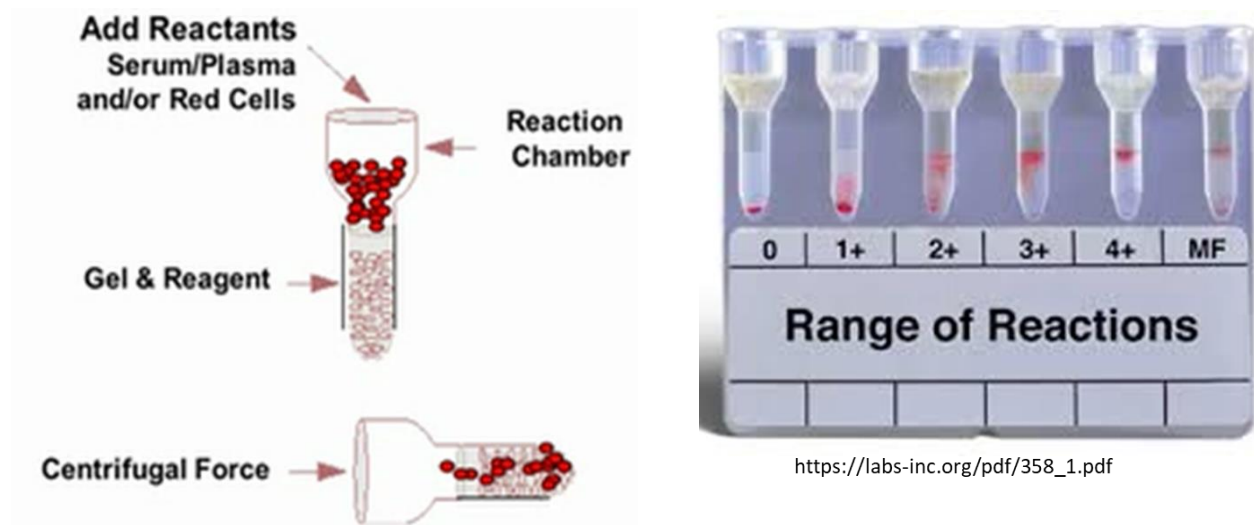 Add Reactants
Serum/Plasma
and/or Red Cells
Reaction
Chamber
Gel & Reagent
Centrifugal Force
0 1+ 2+ 3+ 4+ MF
Range of Reactions
https://labs-inc.org/pdf/358_1.pdf